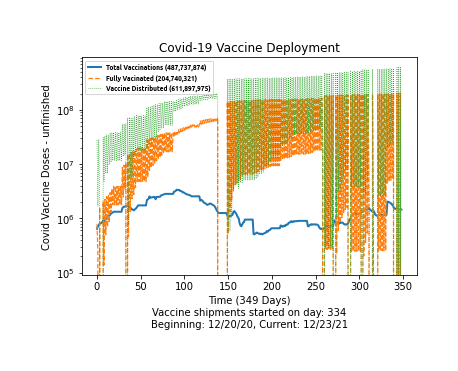 Covid-19 Vaccine Deployment
Total Vaccinations (487,737,874)
Fully Vacinated (204,740,321)
Vaccine Distributed (611,897,975)
Covid Vaccine Doses - unfinished
10⁸
10⁷
10⁶
10⁵
0 50 100 150 200 250 300 350
Time (349 Days)
Vaccine shipments started on day: 334
Beginning: 12/20/20, Current: 12/23/21